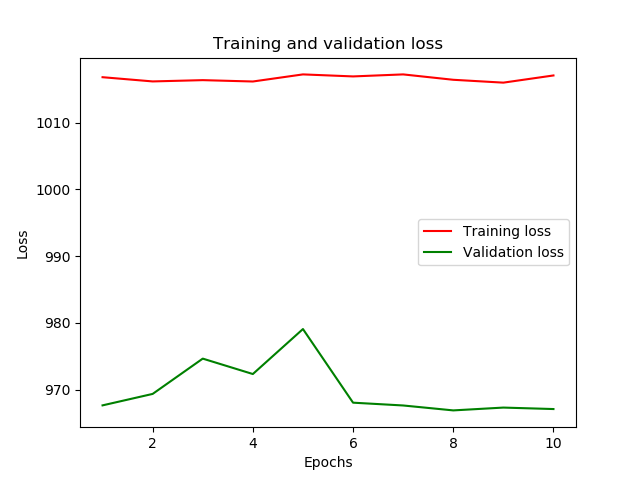 Training and validation loss
1010
1000
990
980
970
Loss
Training loss
Validation loss
2 4 6 8 10
Epochs